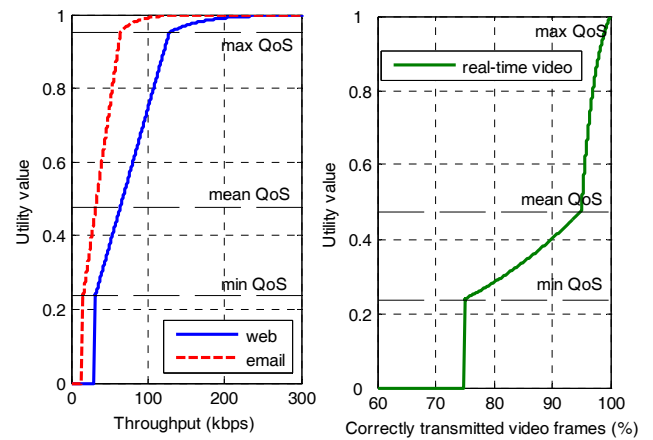 1
0.8
0.6
0.4
0.2
0
Utility value
max QoS
mean QoS
min QoS
web
email
0
100
200
300
Throughput (kbps)
1
0.8
0.6
0.4
0.2
0
Utility value
max QoS
real-time video
mean QoS
min QoS
60
70
80
90
100
Correctly transmitted video frames (%)